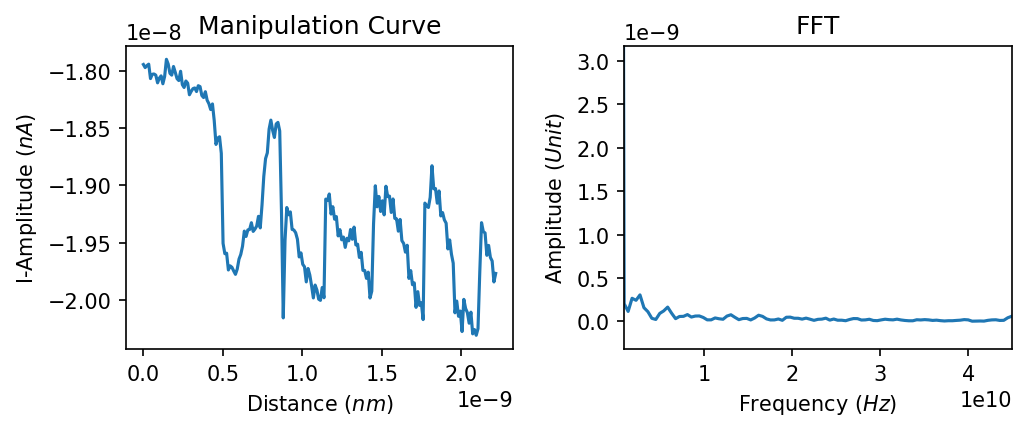 Manipulation Curve
1e−8
−1.80
−1.85
−1.90
−1.95
−2.00
I-Amplitude (nA)
0.0 0.5 1.0 1.5 2.0
1e−9
Distance (nm)
FFT
1e−9
3.0
2.5
2.0
1.5
1.0
0.5
0.0
Amplitude (Unit)
1 2 3 4
1e10
Frequency (Hz)